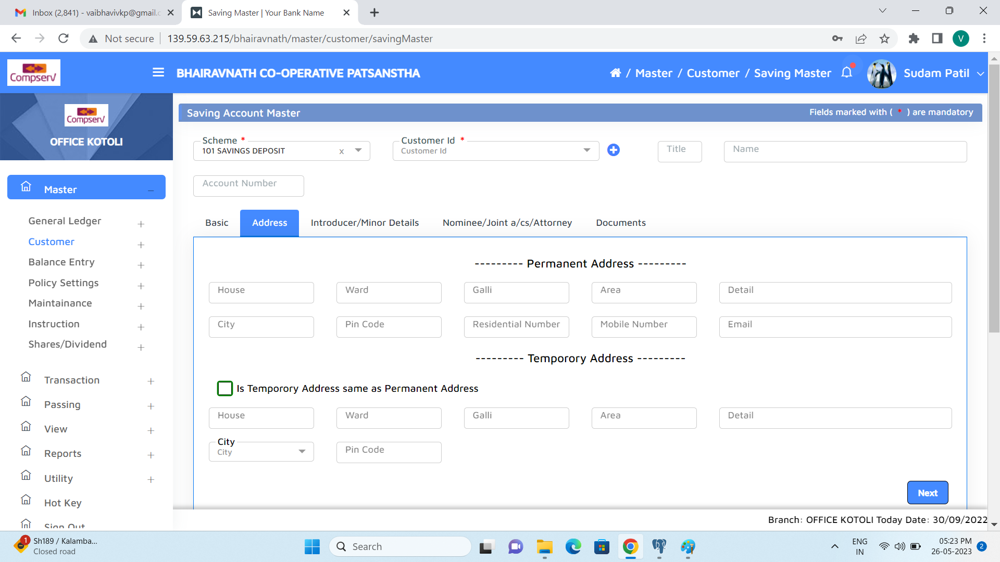 Inbox (2,841) - vaibhavivkp@gmail.c
Saving Master | Your Bank Name
Not secure
139.59.63.215/bhairavnath/master/customer/savingMaster
V
Compserv
BHAIRAVNATH CO-OPERATIVE PATSANSTHA
/ Master / Customer / Saving Master
Sudam Patil
Compserv
OFFICE KOTOLI
Master
General Ledger
Customer
Balance Entry
Policy Settings
Maintainance
Instruction
Shares/Dividend
Transaction
Passing
View
Reports
Utility
Hot Key
Sign Out
Saving Account Master
Fields marked with ( * ) are mandatory
Scheme *
101 SAVINGS DEPOSIT
x
Customer Id *
Customer Id
Title
Name
Account Number
Basic
Address
Introducer/Minor Details
Nominee/Joint a/cs/Attorney
Documents
--------- Permanent Address ---------
House
Ward
Galli
Area
Detail
City
Pin Code
Residential Number
Mobile Number
Email
--------- Temporory Address ---------
Is Temporory Address same as Permanent Address
House
Ward
Galli
Area
Detail
City
City
Pin Code
Next
Branch: OFFICE KOTOLI Today Date: 30/09/2022
1
Sh189 / Kalamba...
Closed road
Search
ENG
IN
05:23 PM
26-05-2023
2